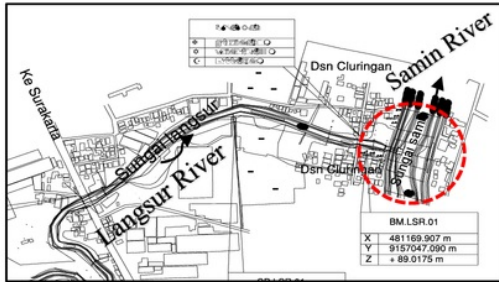 Dsn Cluringan
Samin River
Ke Surakarta
Sungai langsur
Langsur River
Dsn Cluringan
Sungai sami
BM.LSR.01
X 481169.907 m
Y 9157047.090 m
Z + 89.0175 m